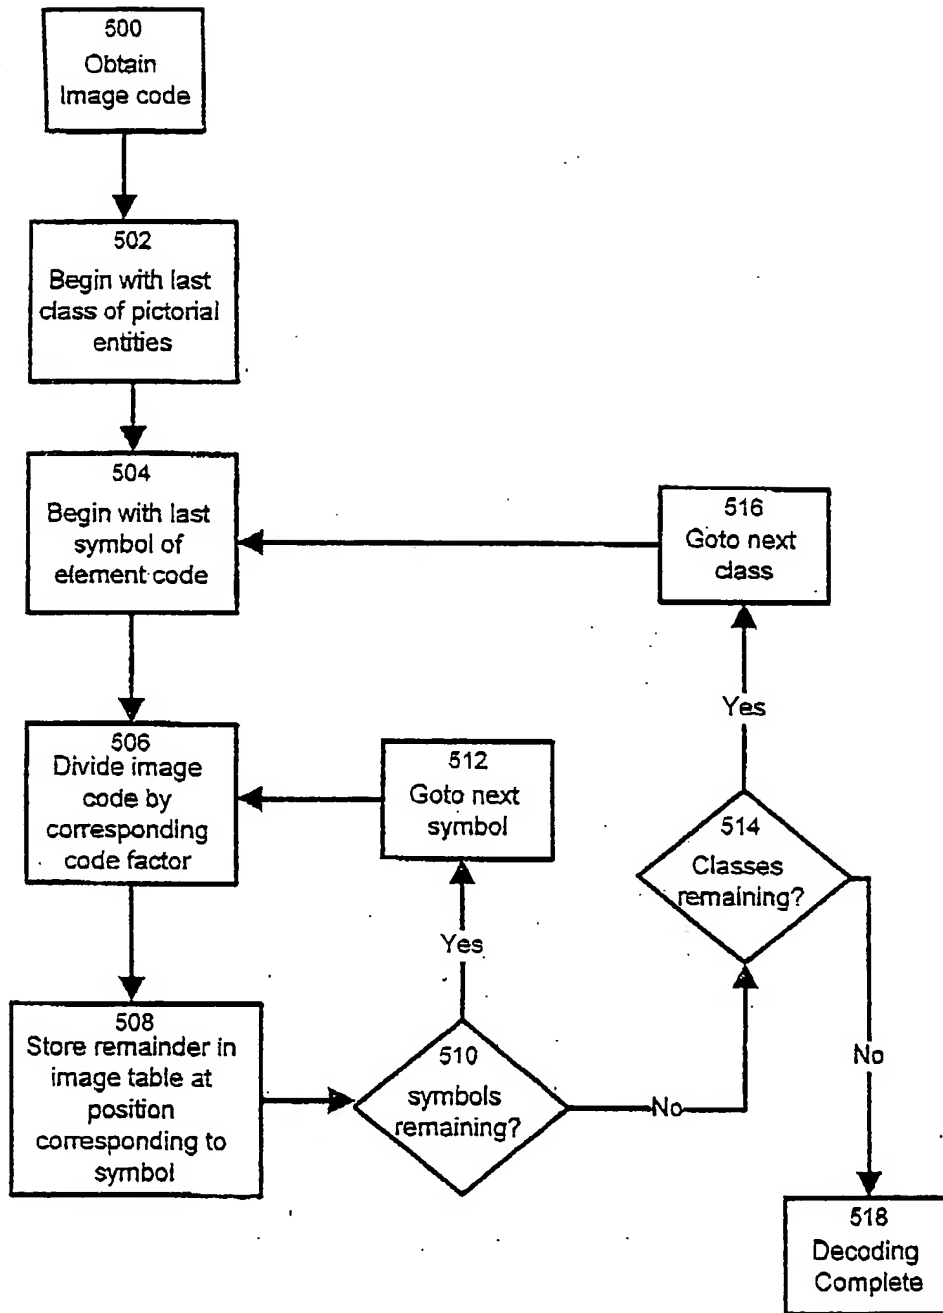 500
Obtain
Image code
502
Begin with last
class of pictorial
entities
504
Begin with last
symbol of
element code
516
Goto next
class
Yes
506
Divide image
code by
corresponding
code factor
512
Goto next
symbol
514
Classes
remaining?
Yes
508
Store remainder in
image table at
position
corresponding to
symbol
510
symbols
remaining?
No
No
518
Decoding
Complete